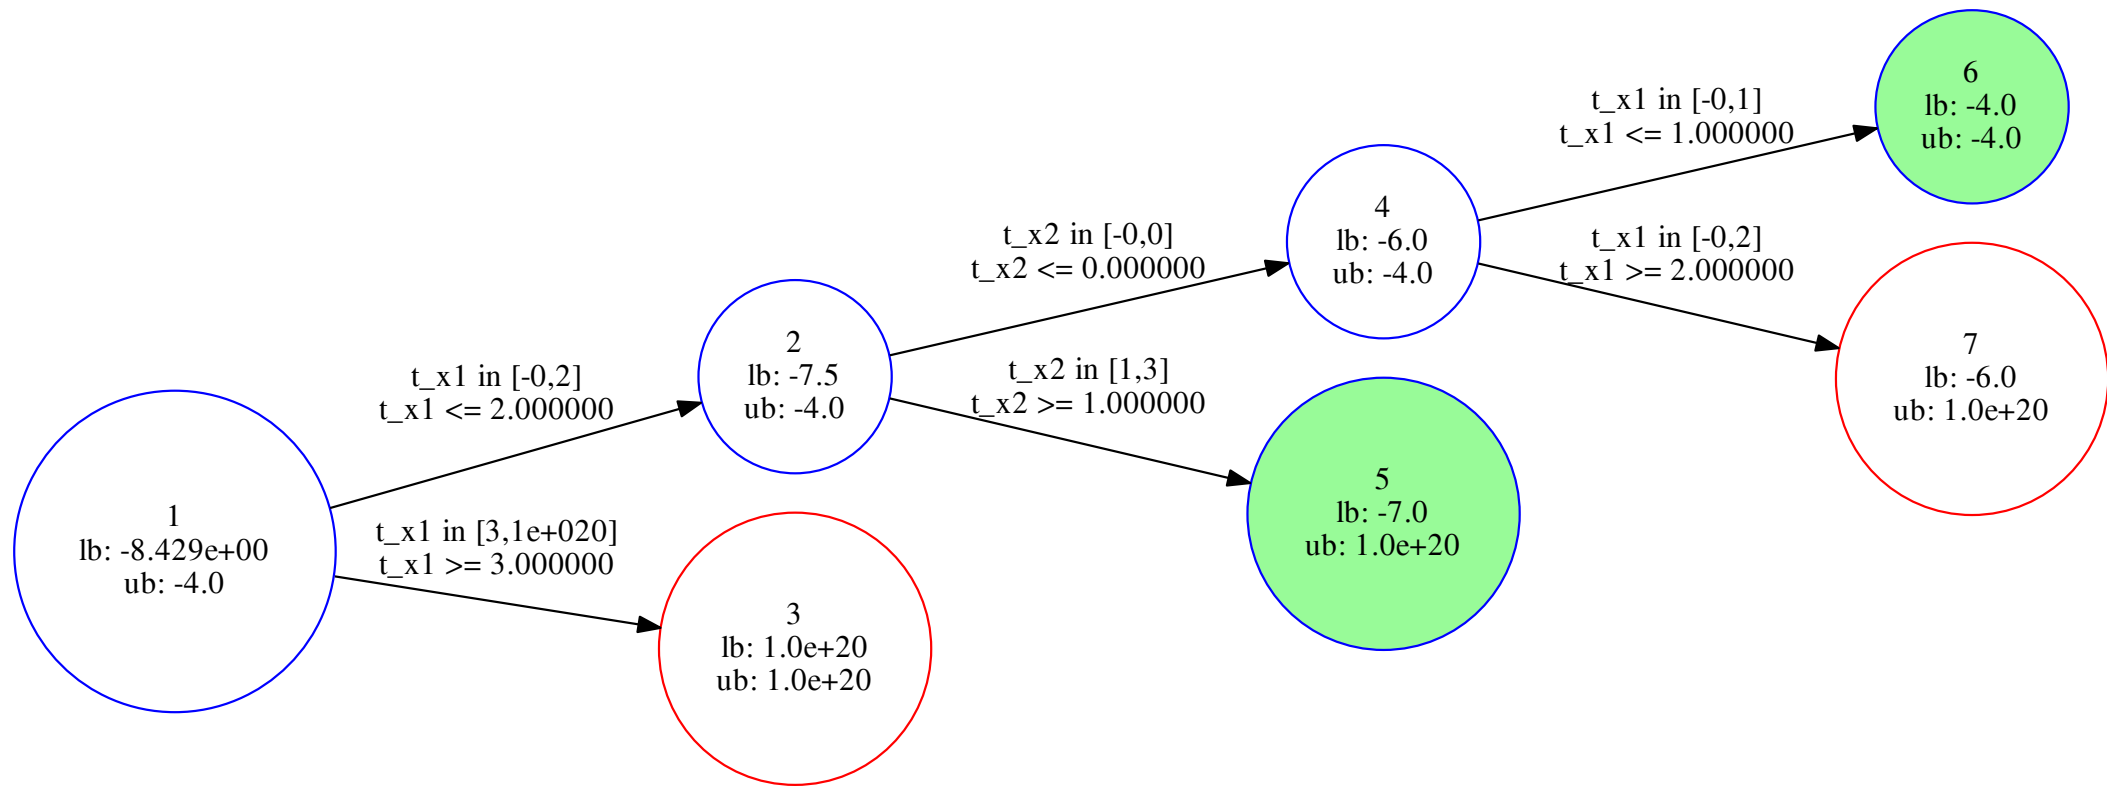 1
lb: -8.429e+00
ub: -4.0
t_x1 in [-0,2]
t_x1 <= 2.000000
t_x1 in [3,1e+020]
t_x1 >= 3.000000
2
lb: -7.5
ub: -4.0
3
lb: 1.0e+20
ub: 1.0e+20
t_x2 in [-0,0]
t_x2 <= 0.000000
t_x2 in [1,3]
t_x2 >= 1.000000
4
lb: -6.0
ub: -4.0
5
lb: -7.0
ub: 1.0e+20
t_x1 in [-0,1]
t_x1 <= 1.000000
t_x1 in [-0,2]
t_x1 >= 2.000000
6
lb: -4.0
ub: -4.0
7
lb: -6.0
ub: 1.0e+20